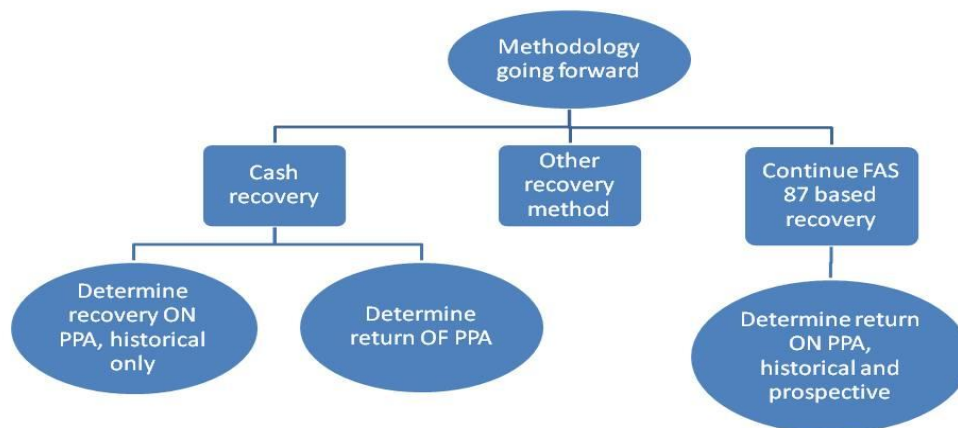 Methodology
going forward
Cash
recovery
Other
recovery
method
Continue FAS
87 based
recovery
Determine
recovery ON
PPA, historical
only
Determine
return OF PPA
Determine return
ON PPA,
historical and
prospective